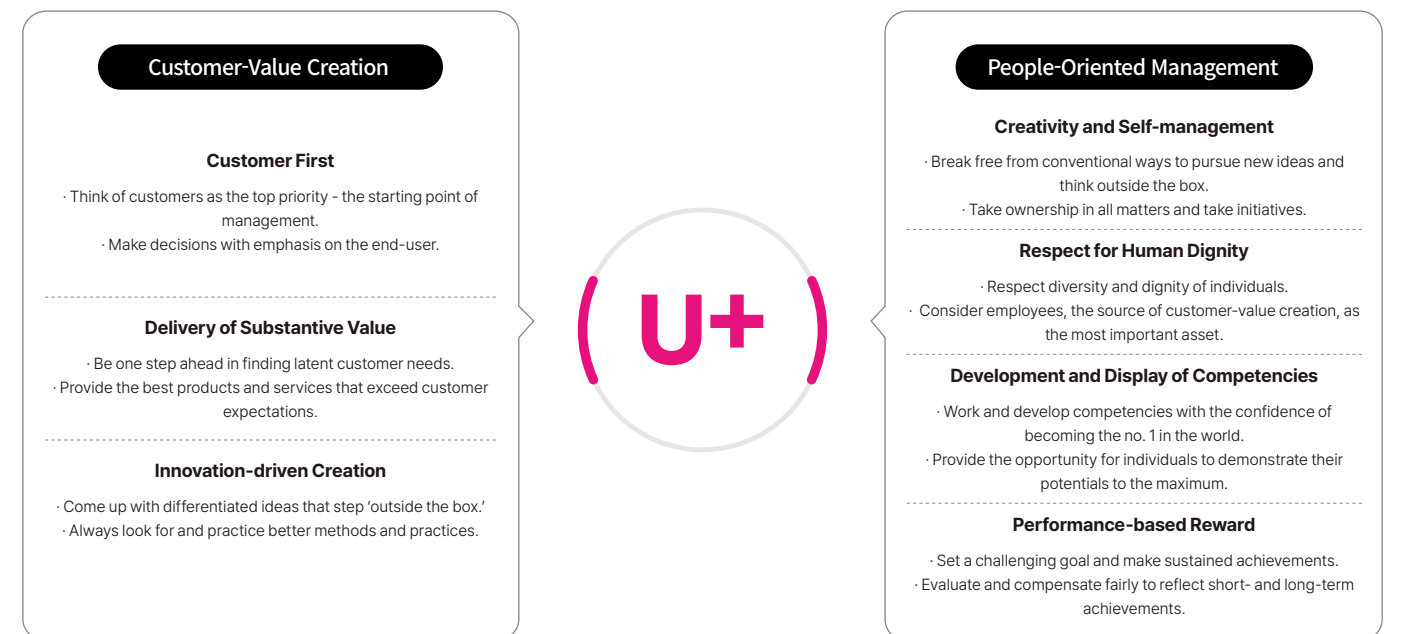 Customer-Value Creation
Customer First
· Think of customers as the top priority - the starting point of
management.
· Make decisions with emphasis on the end-user.
Delivery of Substantive Value
· Be one step ahead in finding latent customer needs.
· Provide the best products and services that exceed customer
expectations.
Innovation-driven Creation
· Come up with differentiated ideas that step ‘outside the box.’
· Always look for and practice better methods and practices.
U+
People-Oriented Management
Creativity and Self-management
· Break free from conventional ways to pursue new ideas and
think outside the box.
· Take ownership in all matters and take initiatives.
Respect for Human Dignity
· Respect diversity and dignity of individuals.
· Consider employees, the source of customer-value creation, as
the most important asset.
Development and Display of Competencies
· Work and develop competencies with the confidence of
becoming the no. 1 in the world.
· Provide the opportunity for individuals to demonstrate their
potentials to the maximum.
Performance-based Reward
· Set a challenging goal and make sustained achievements.
· Evaluate and compensate fairly to reflect short- and long-term
achievements.